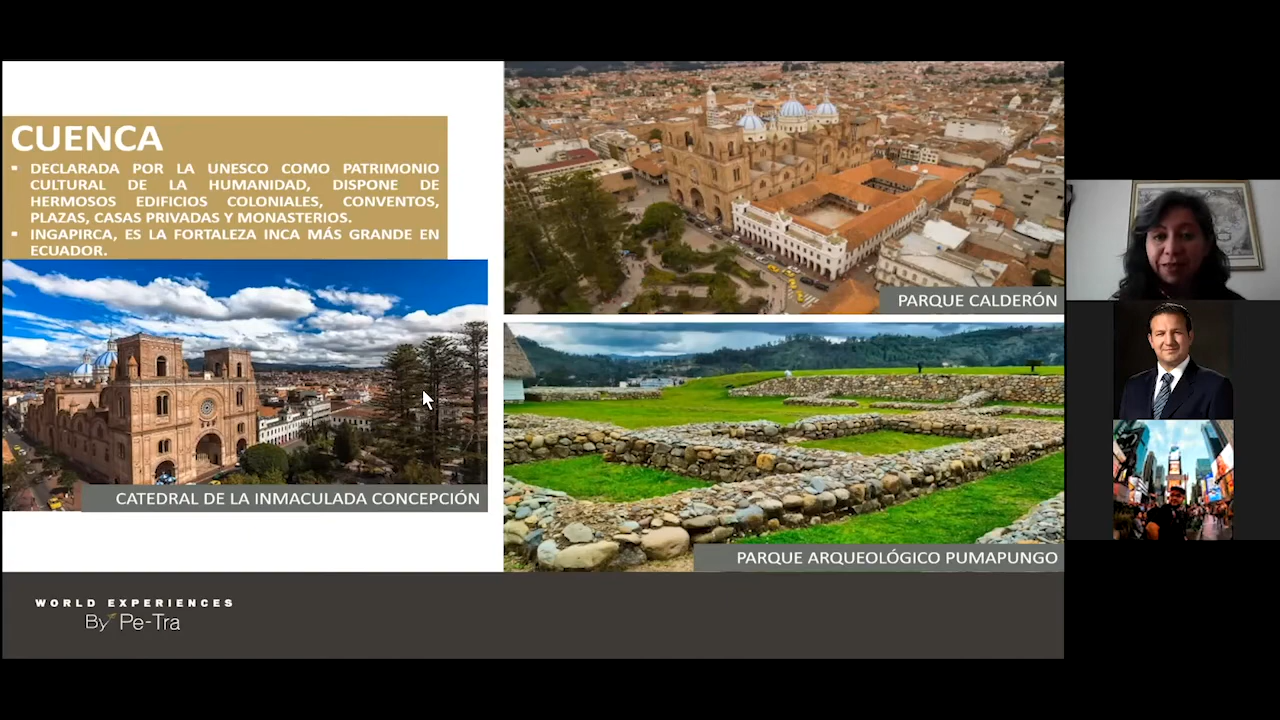 CUENCA
▪ DECLARADA POR LA UNESCO COMO PATRIMONIO
CULTURAL DE LA HUMANIDAD, DISPONE DE
HERMOSOS EDIFICIOS COLONIALES, CONVENTOS,
PLAZAS, CASAS PRIVADAS Y MONASTERIOS.
▪ INGAPIRCA, ES LA FORTALEZA INCA MÁS GRANDE EN
ECUADOR.
CATEDRAL DE LA INMACULADA CONCEPCIÓN
PARQUE CALDERÓN
PARQUE ARQUEOLÓGICO PUMAPUNGO
WORLD EXPERIENCES
By Pe-Tra